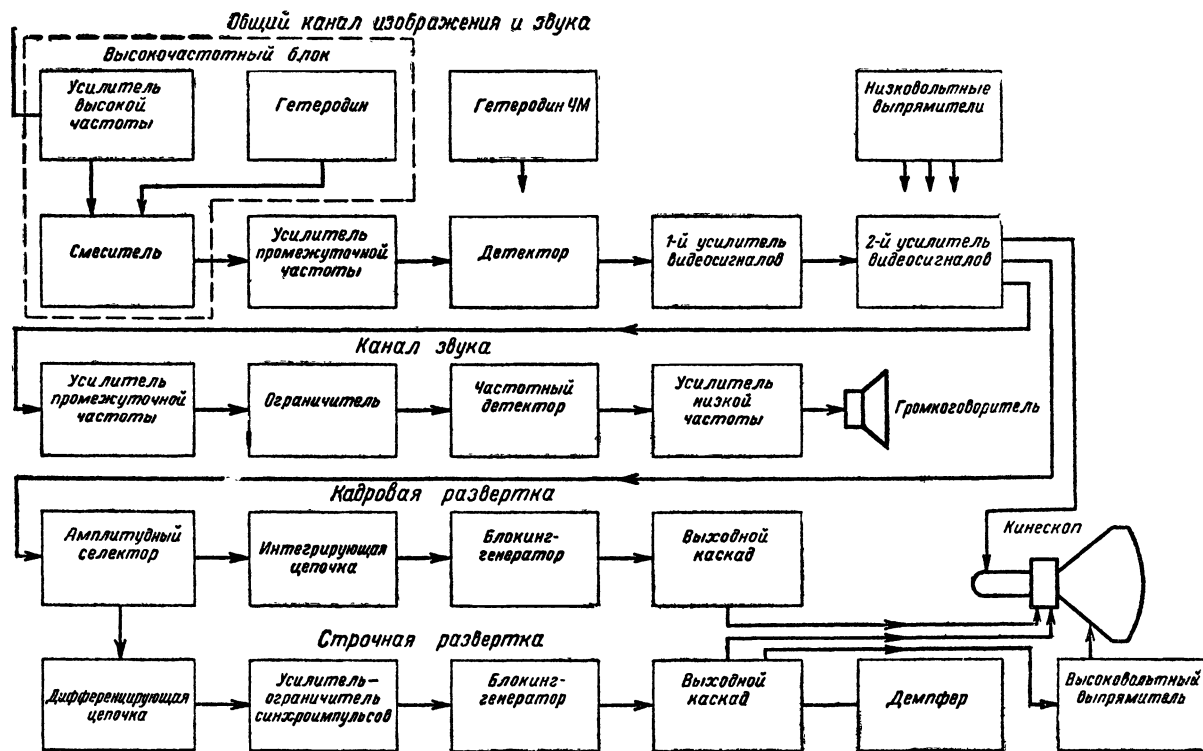 Общий канал изображения и звука
Высокочастотный блок
Усилитель
высокой
частоты
Гетеродин
Гетеродин ЧМ
Низковольтные
выпрямители
Смеситель
Усилитель
промежуточной
частоты
Детектор
1-й усилитель
видеосигналов
2-й усилитель
видеосигналов
Канал звука
Усилитель
промежуточной
частоты
Ограничитель
Частотный
детектор
Усилитель
низкой
частоты
Громкоговоритель
Кадровая развертка
Амплитудный
селектор
Интегрирующая
цепочка
Блокинг-
генератор
Выходной
каскад
Кинескоп
Строчная развертка
Дифференцирующая
цепочка
Усилитель-
ограничитель
синхроимпульсов
Блокинг-
генератор
Выходной
каскад
Демпфер
Высоковольтный
выпрямитель